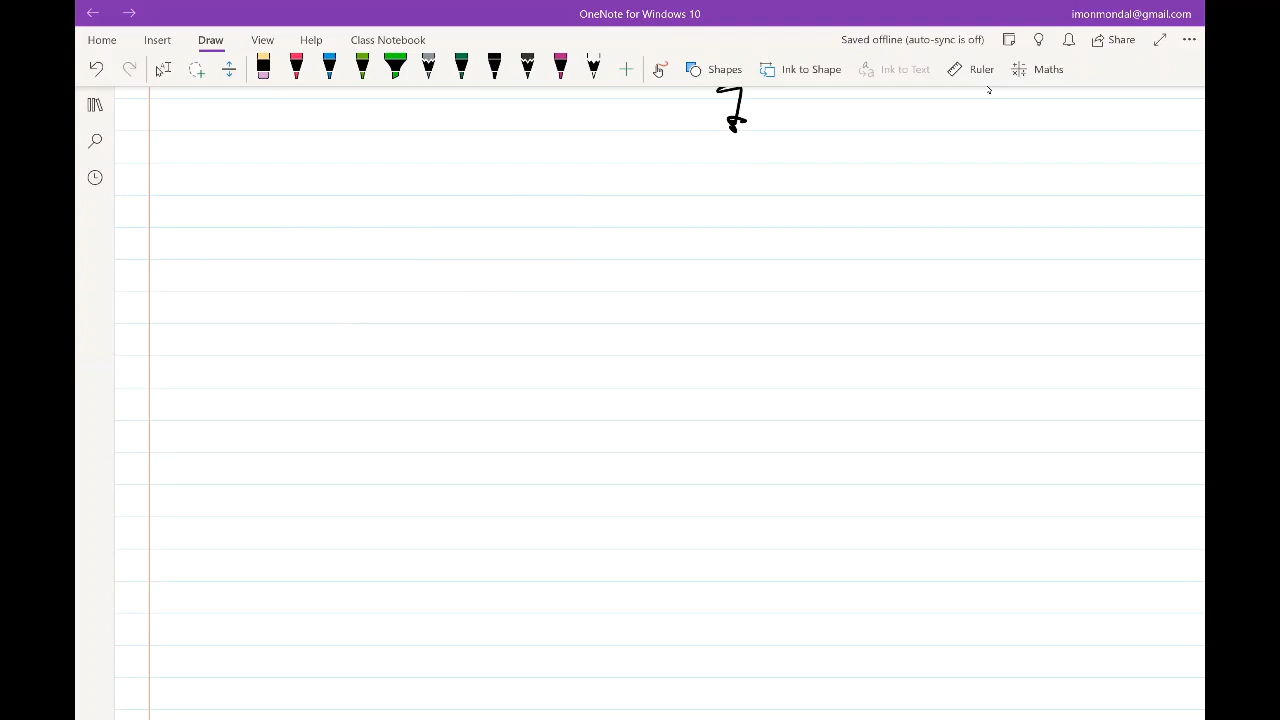 OneNote for Windows 10
imonmondal@gmail.com
Home Insert Draw View Help Class Notebook
Saved offline (auto-sync is off) Share
Shapes Ink to Shape Ink to Text Ruler Maths